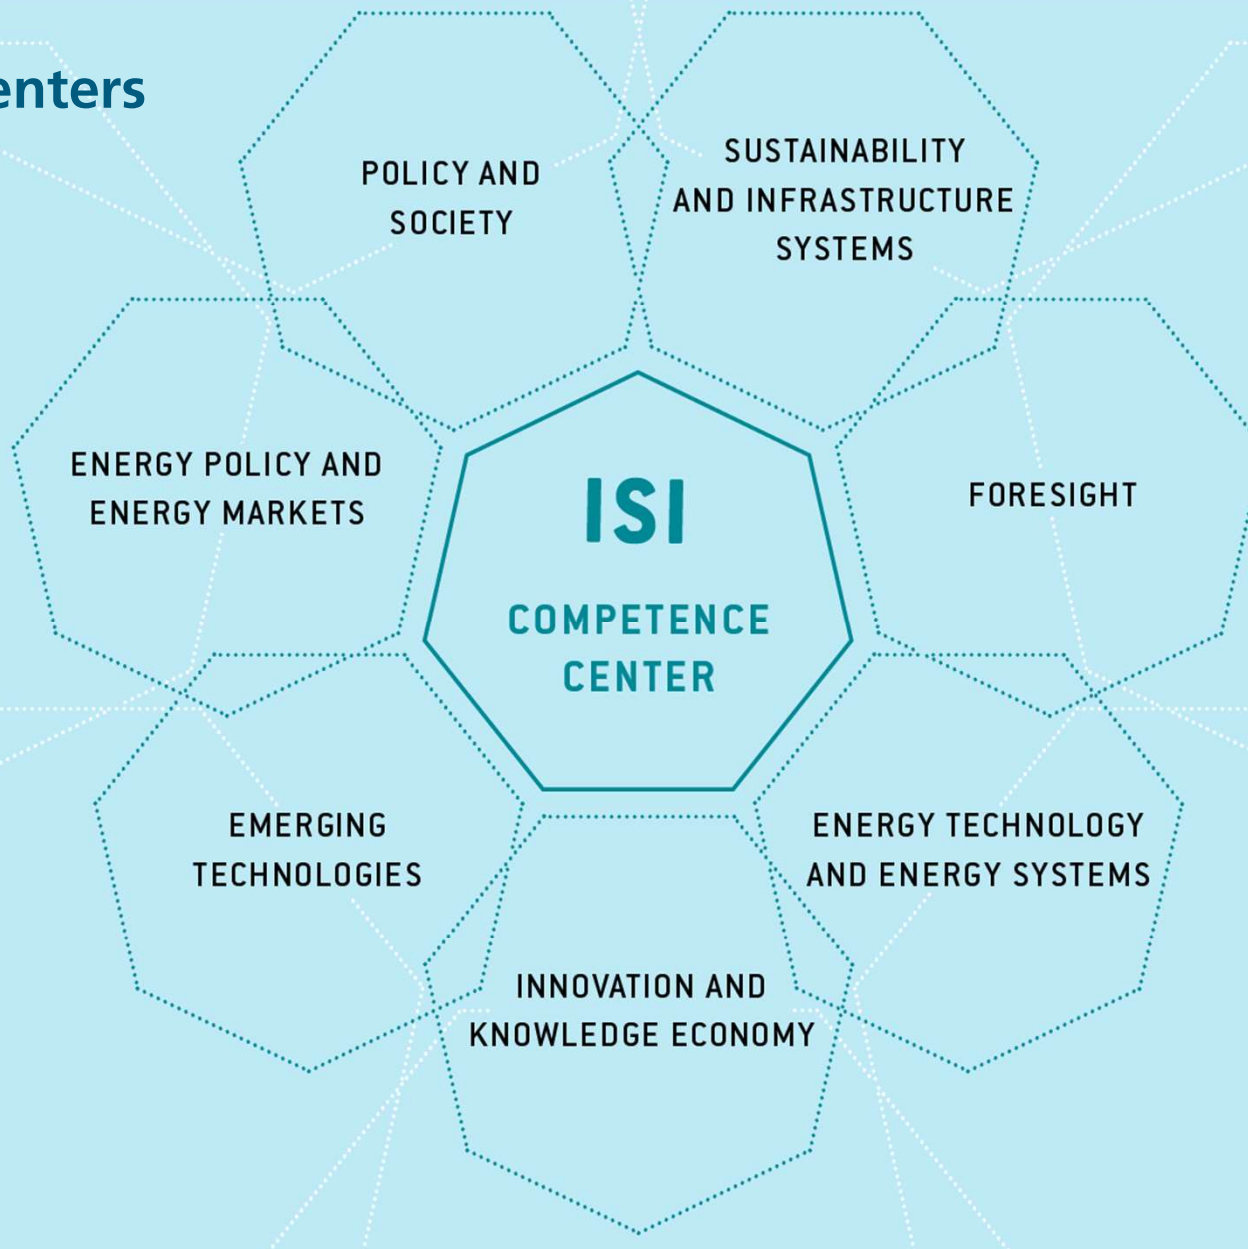 enters
POLICY AND
SOCIETY
SUSTAINABILITY
AND INFRASTRUCTURE
SYSTEMS
ENERGY POLICY AND
ENERGY MARKETS
ISI
COMPETENCE
CENTER
FORESIGHT
EMERGING
TECHNOLOGIES
ENERGY TECHNOLOGY
AND ENERGY SYSTEMS
INNOVATION AND
KNOWLEDGE ECONOMY